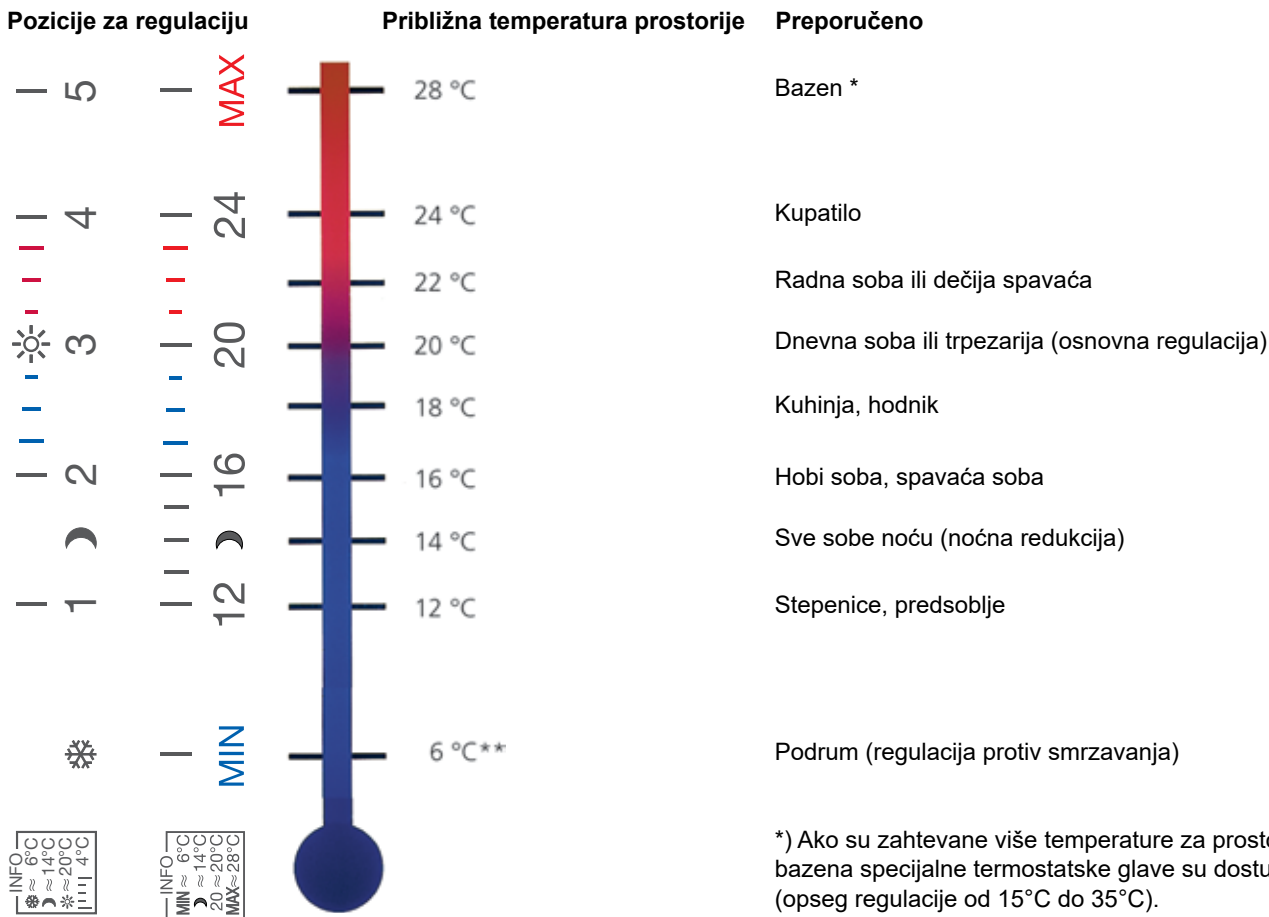 Pozicije za regulaciju Približna temperatura prostorije Preporučeno
5 MAX 28 °C Bazen *
4 24 24 °C Kupatilo
22 °C Radna soba ili dečija spavaća
3 20 20 °C Dnevna soba ili trpezarija (osnovna regulacija)
18 °C Kuhinja, hodnik
2 16 16 °C Hobi soba, spavaća soba
14 °C Sve sobe noću (noćna redukcija)
1 12 12 °C Stepenice, predsoblje
MIN 6 °C** Podrum (regulacija protiv smrzavanja)
INFO
≈ 6°C
≈ 14°C
≈ 20°C
4°C
INFO
MIN ≈ 6°C
≈ 14°C
20 ≈ 20°C
MAX ≈ 28°C
*) Ako su zahtevane više temperature za
bazena specijalne termostatske glave su
(opseg regulacije od 15°C do 35°C).